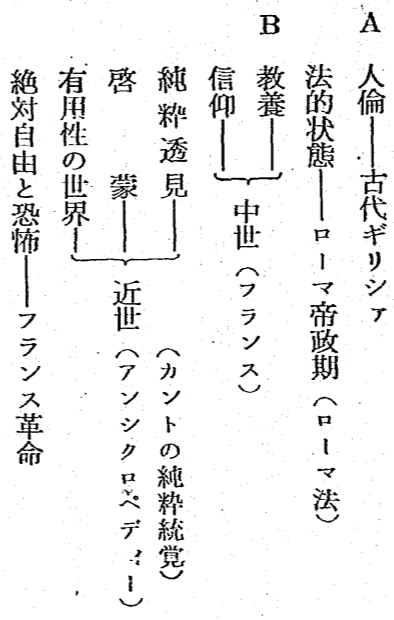 A 人倫――古代ギリシァ
法的状態――ローマ帝政期(ローマ法)
B 教養――
信仰――
中世(フランス)
純粋透見――
啓蒙――
有用性の世界――
近世
(カントの純粋統覚)
(アンシクロペディー)
絶対自由と恐怖――フランス革命